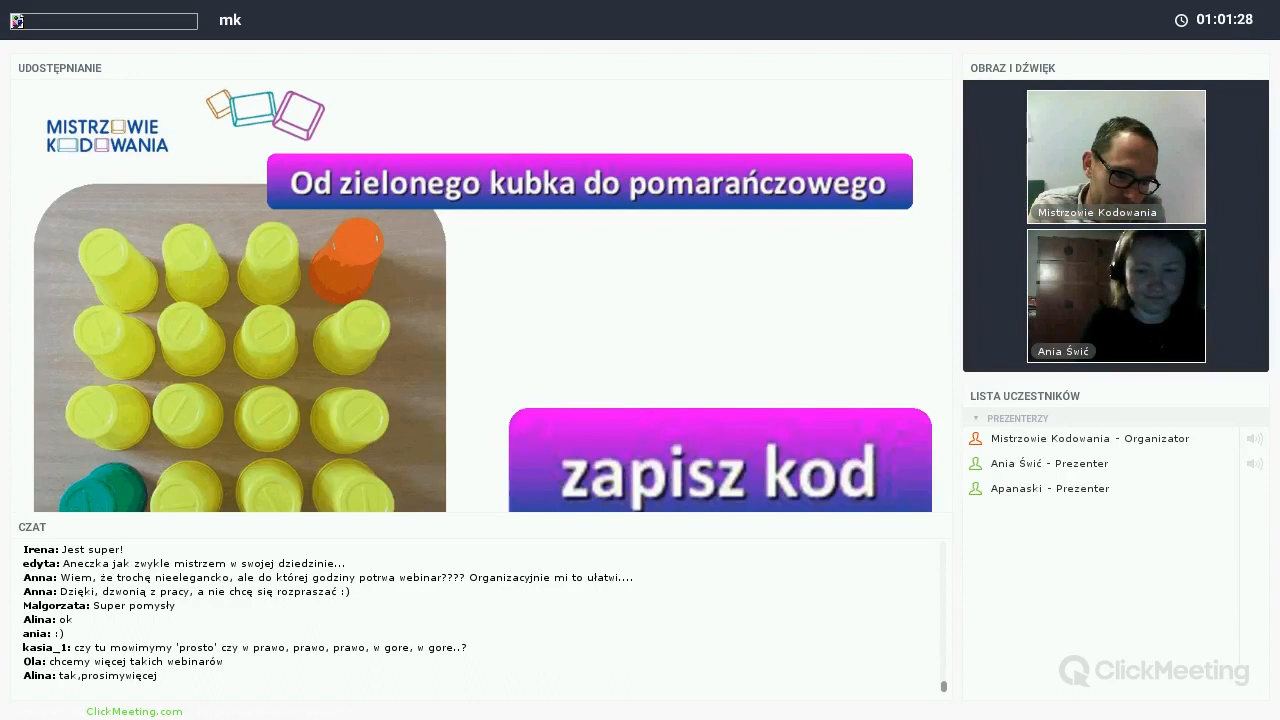 mk
01:01:28
UDOSTĘPNIANIE
MISTRZOWIE
KODOWANIA
Od zielonego kubka do pomarańczowego
zapisz kod
OBRAZ I DŹWIĘK
Mistrzowie Kodowania
Ania Świć
LISTA UCZESTNIKÓW
PREZENTERZY
Mistrzowie Kodowania - Organizator
Ania Świć - Prezenter
Apanaski - Prezenter
CZAT
Irena: Jest super!
edyta: Aneczka jak zwykle mistrzem w swojej dziedzinie...
Anna: Wiem, że trochę nieelegancko, ale do której godziny potrwa webinar???? Organizacyjnie mi to ułatwi....
Anna: Dzięki, dzwonią z pracy, a nie chcę się rozpraszać :)
Malgorzata: Super pomysły
Alina: ok
ania: :)
kasia_1: czy tu mowimymy 'prosto' czy w prawo, prawo, prawo, w gore, w gore..?
Ola: chcemy więcej takich webinarów
Alina: tak,prosimywięcej
ClickMeeting
ClickMeeting.com